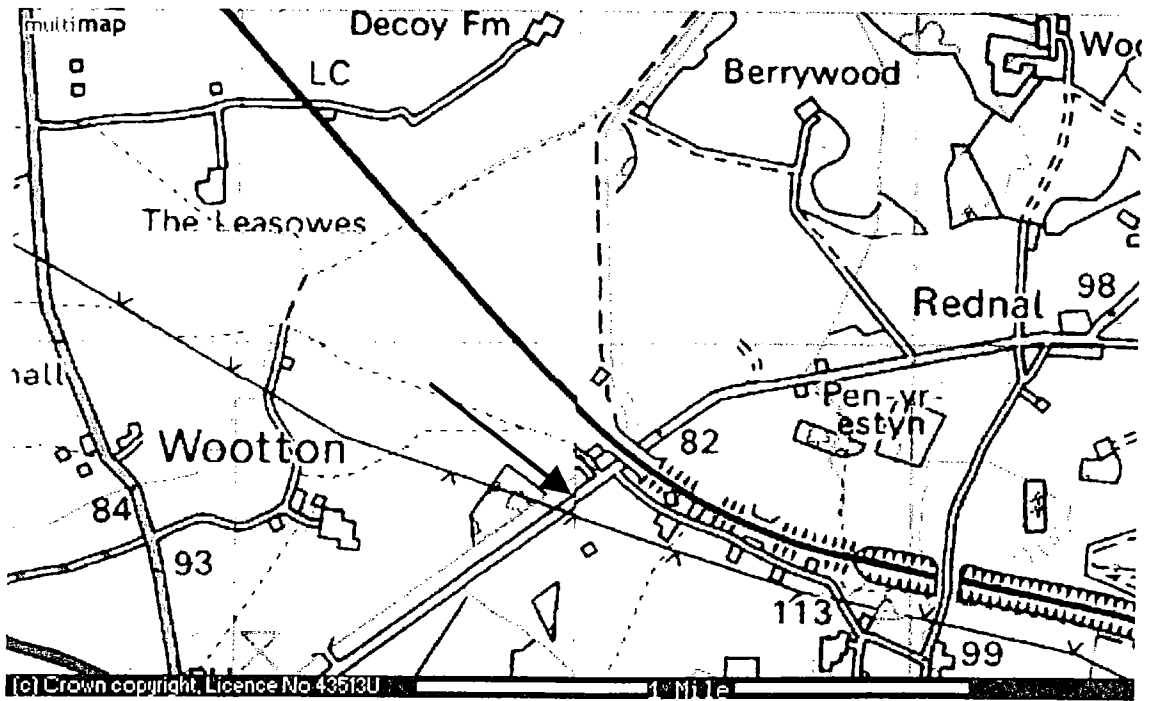 multimap
Decoy Fm
LC
Berrywood
Woo
The Leasowes
Rednal
98
hall
Pen-yr-
estyn
82
Wootton
84
93
113
99
(c) Crown copyright, Licence No 43513U
1 Mile